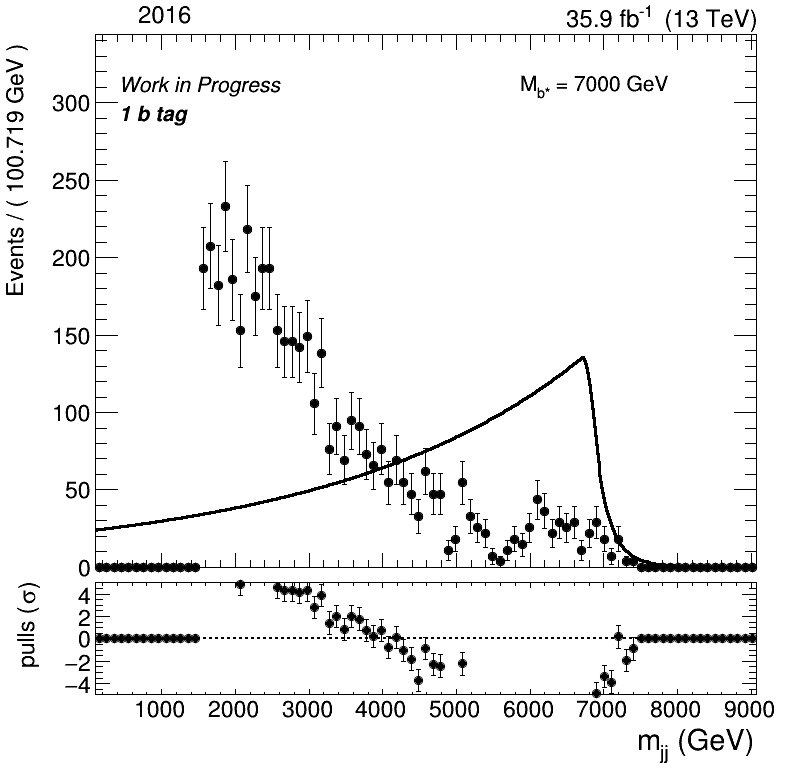 2016 35.9 fb⁻¹ (13 TeV)
Work in Progress
1 b tag
M_b* = 7000 GeV
Events / ( 100.719 GeV )
300
250
200
150
100
50
0
pulls (σ)
4
2
0
−2
−4
1000 2000 3000 4000 5000 6000 7000 8000 9000
m_jj (GeV)